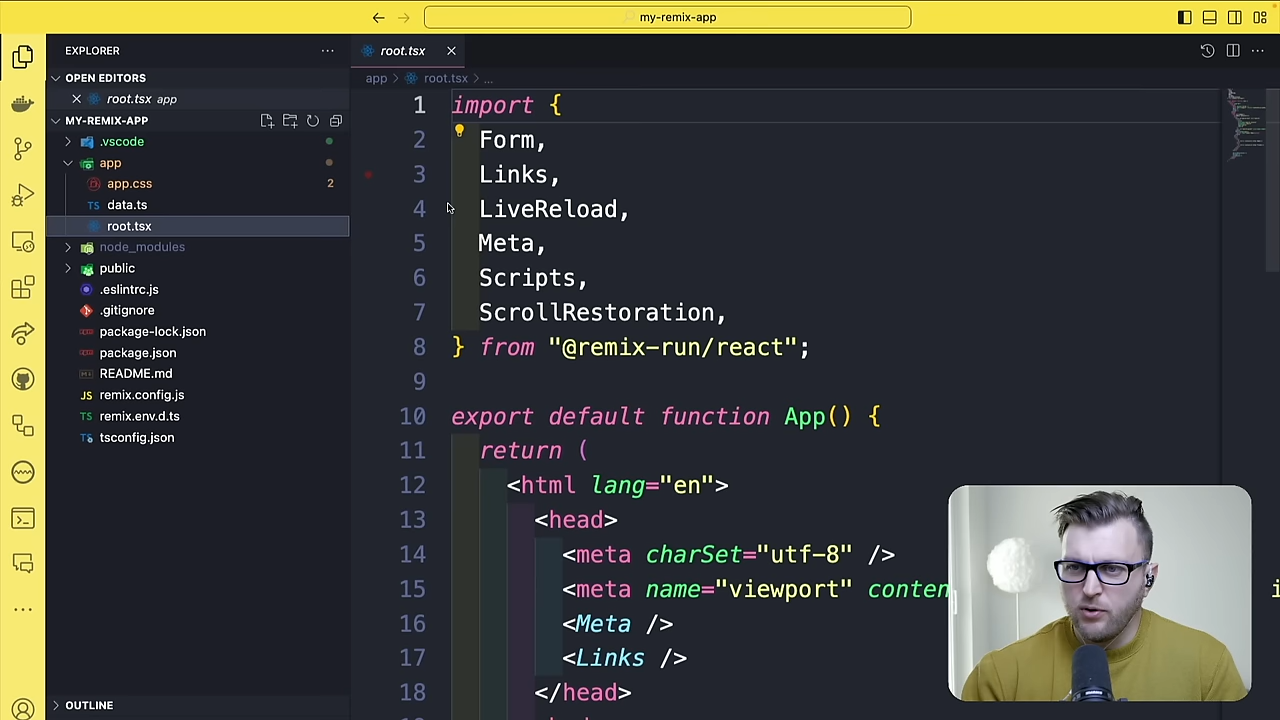 my-remix-app
EXPLORER
OPEN EDITORS
root.tsx app
MY-REMIX-APP
.vscode
app
app.css 2
TS data.ts
root.tsx
node_modules
public
.eslintrc.js
.gitignore
package-lock.json
package.json
README.md
JS remix.config.js
TS remix.env.d.ts
TS tsconfig.json
OUTLINE
root.tsx
app > root.tsx > ...
1 import {
2 Form,
3 Links,
4 LiveReload,
5 Meta,
6 Scripts,
7 ScrollRestoration,
8 } from "@remix-run/react";
9
10 export default function App() {
11 return (
12 <html lang="en">
13 <head>
14 <meta charSet="utf-8" />
15 <meta name="viewport" conten
16 <Meta />
17 <Links />
18 </head>